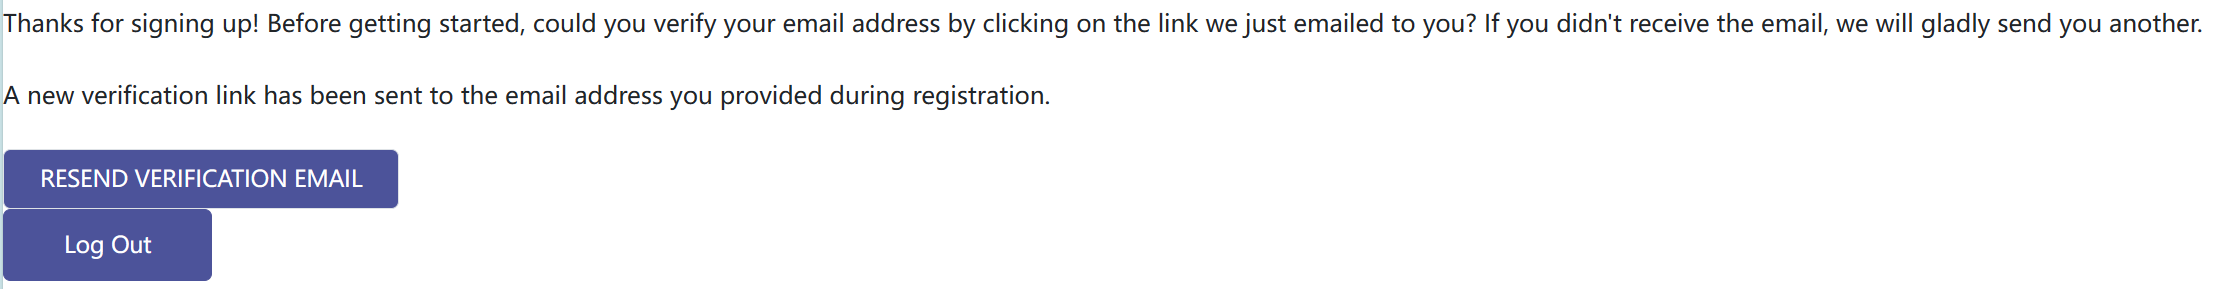 Thanks for signing up! Before getting started, could you verify your email address by clicking on the link we just emailed to you? If you didn't receive the email, we will gladly send you another.
A new verification link has been sent to the email address you provided during registration.
RESEND VERIFICATION EMAIL
Log Out